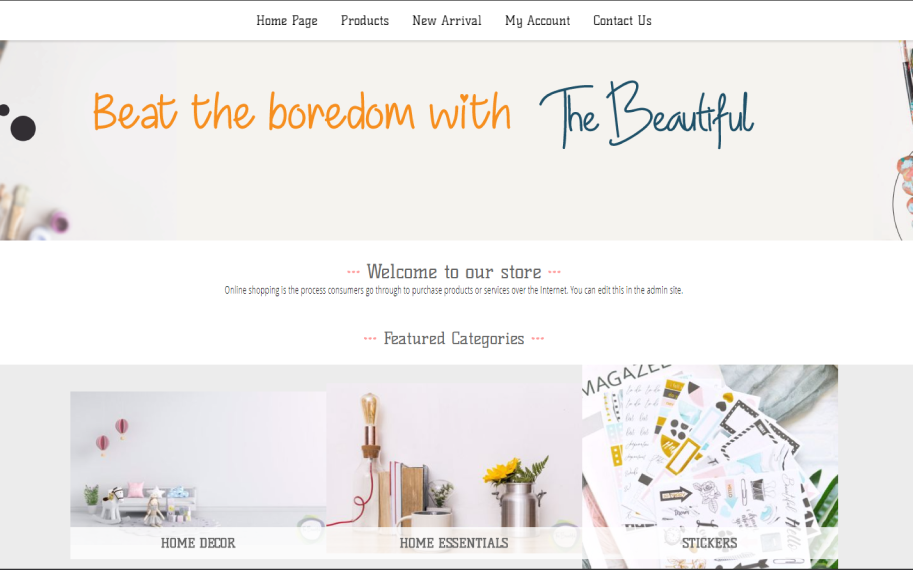 Home Page Products New Arrival My Account Contact Us
Beat the boredom with The Beautiful
--- Welcome to our store ---
Online shopping is the process consumers go through to purchase products or services over the Internet. You can edit this in the admin site.
--- Featured Categories ---
MAGAZEE
HOME DECOR
HOME ESSENTIALS
STICKERS
Hello